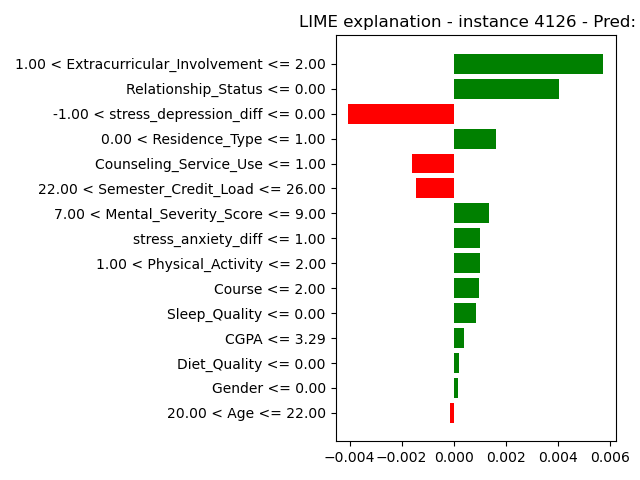 LIME explanation - instance 4126 - Pred:
1.00 < Extracurricular_Involvement <= 2.00
Relationship_Status <= 0.00
-1.00 < stress_depression_diff <= 0.00
0.00 < Residence_Type <= 1.00
Counseling_Service_Use <= 1.00
22.00 < Semester_Credit_Load <= 26.00
7.00 < Mental_Severity_Score <= 9.00
stress_anxiety_diff <= 1.00
1.00 < Physical_Activity <= 2.00
Course <= 2.00
Sleep_Quality <= 0.00
CGPA <= 3.29
Diet_Quality <= 0.00
Gender <= 0.00
20.00 < Age <= 22.00
−0.004 −0.002 0.000 0.002 0.004 0.006